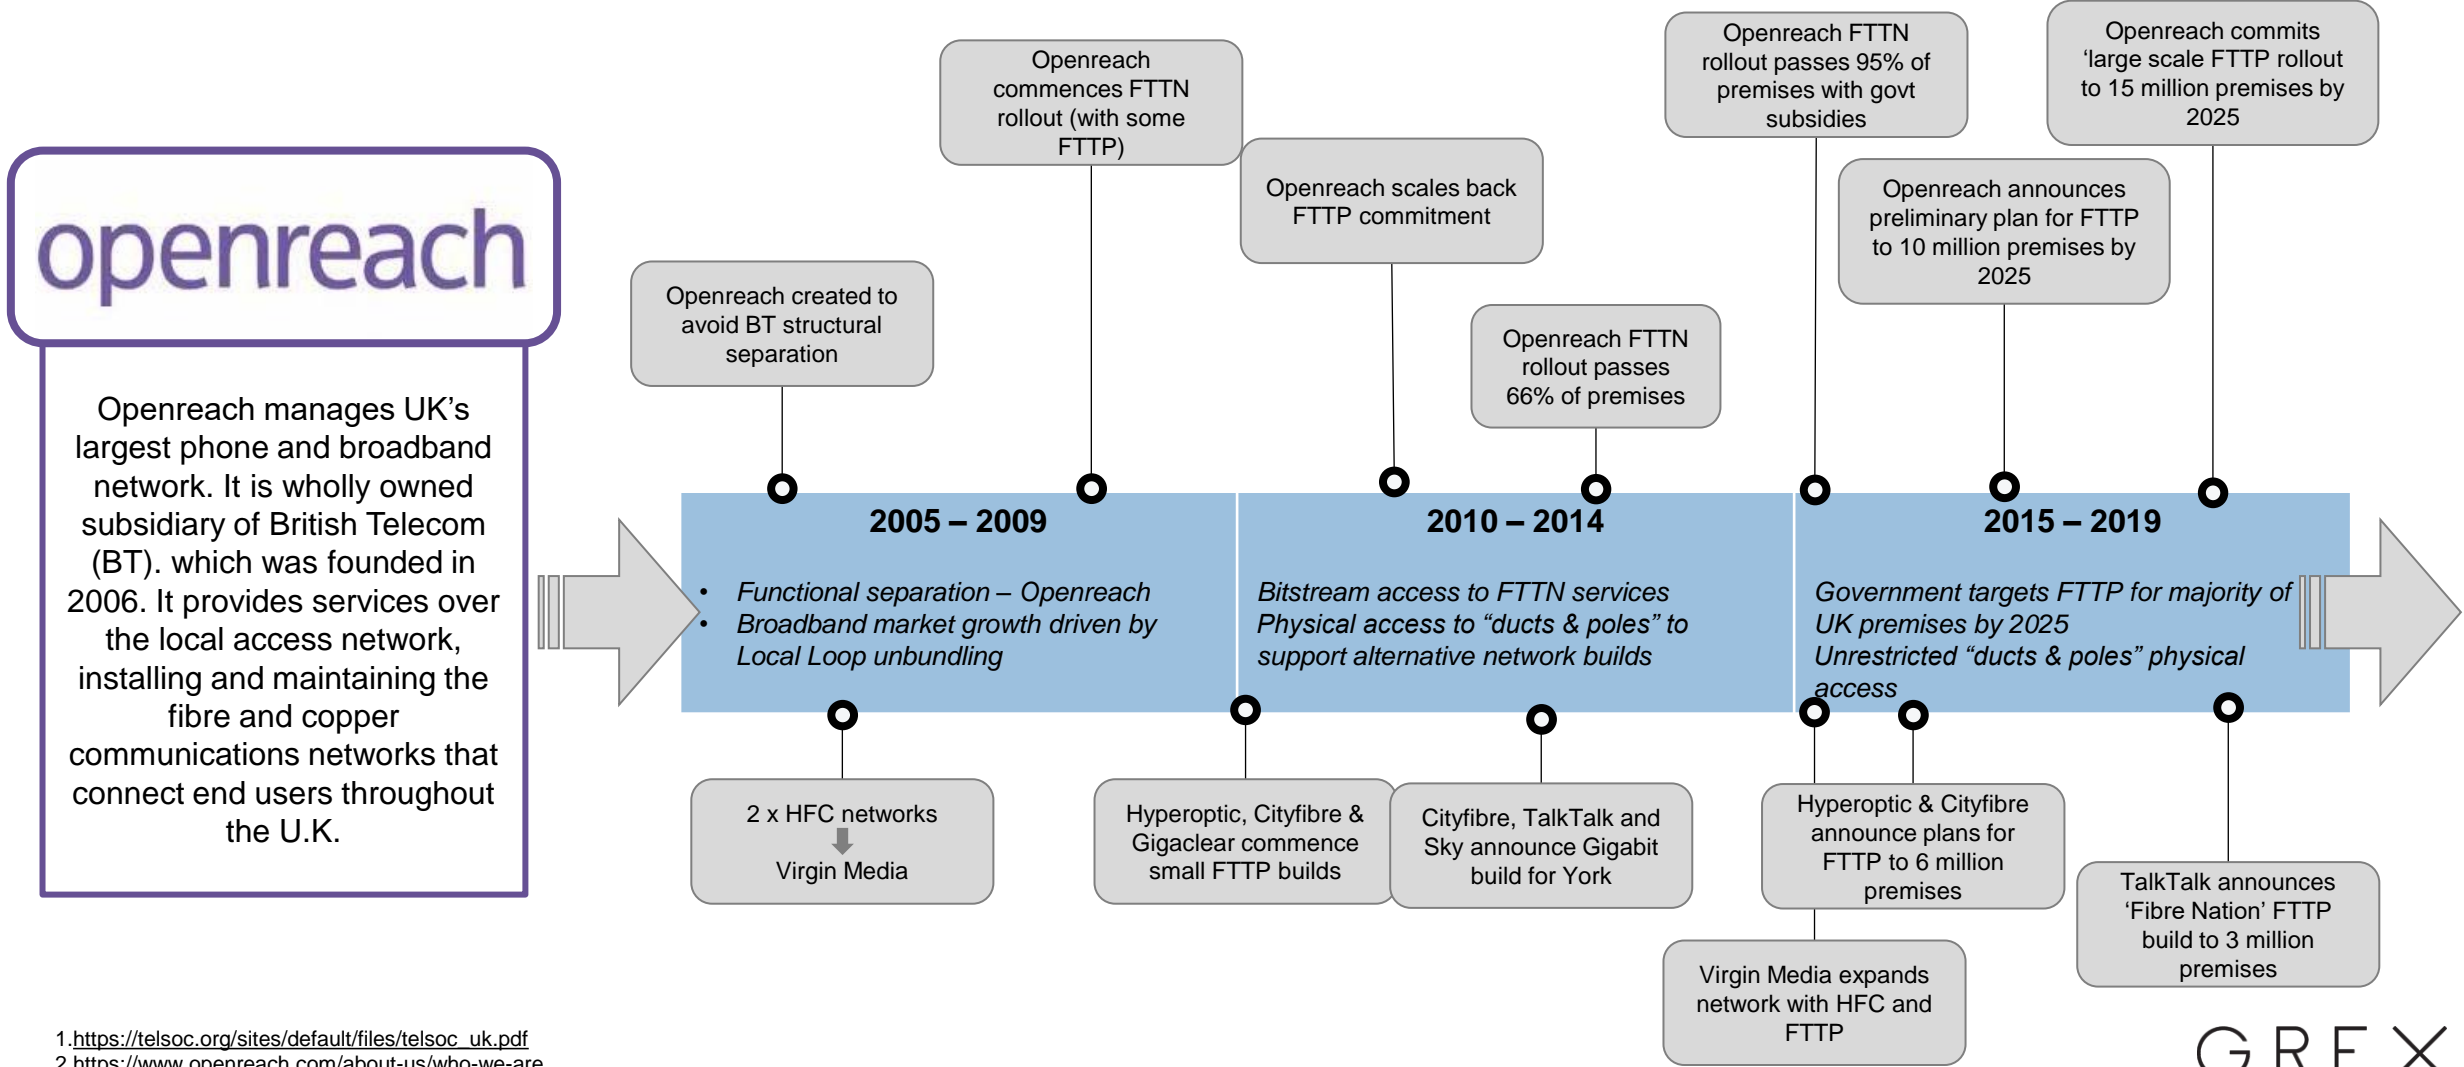 openreach
Openreach manages UK’s
largest phone and broadband
network. It is wholly owned
subsidiary of British Telecom
(BT). which was founded in
2006. It provides services over
the local access network,
installing and maintaining the
fibre and copper
communications networks that
connect end users throughout
the U.K.
Openreach created to
avoid BT structural
separation
Openreach
commences FTTN
rollout (with some
FTTP)
Openreach scales back
FTTP commitment
Openreach FTTN
rollout passes
66% of premises
Openreach FTTN
rollout passes 95% of
premises with govt
subsidies
Openreach announces
preliminary plan for FTTP
to 10 million premises by
2025
Openreach commits
‘large scale FTTP rollout
to 15 million premises by
2025
2005 – 2009
• Functional separation – Openreach
• Broadband market growth driven by
Local Loop unbundling
2010 – 2014
Bitstream access to FTTN services
Physical access to “ducts & poles” to
support alternative network builds
2015 – 2019
Government targets FTTP for majority of
UK premises by 2025
Unrestricted “ducts & poles” physical
access
2 x HFC networks
Virgin Media
Hyperoptic, Cityfibre &
Gigaclear commence
small FTTP builds
Cityfibre, TalkTalk and
Sky announce Gigabit
build for York
Hyperoptic & Cityfibre
announce plans for
FTTP to 6 million
premises
Virgin Media expands
network with HFC and
FTTP
TalkTalk announces
‘Fibre Nation’ FTTP
build to 3 million
premises
1.https://telsoc.org/sites/default/files/telsoc_uk.pdf
2.https://www.openreach.com/about-us/who-we-are
GREX